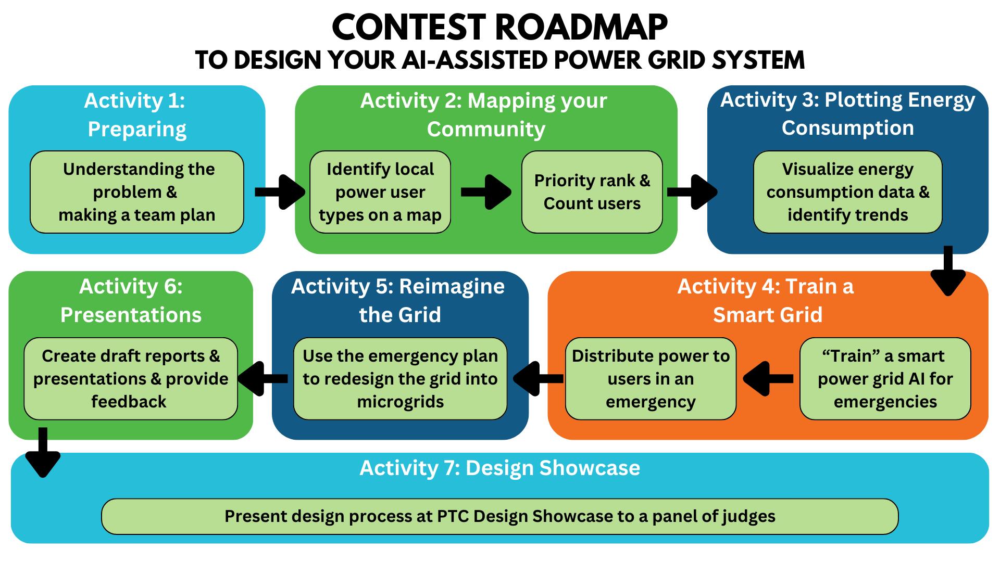 CONTEST ROADMAP
TO DESIGN YOUR AI-ASSISTED POWER GRID SYSTEM
Activity 1:
Preparing
Understanding the
problem &
making a team plan
Activity 2: Mapping your
Community
Identify local
power user
types on a map
Priority rank &
Count users
Activity 3: Plotting Energy
Consumption
Visualize energy
consumption data &
identify trends
Activity 4: Train a
Smart Grid
“Train” a smart
power grid AI for
emergencies
Distribute power to
users in an
emergency
Activity 5: Reimagine
the Grid
Use the emergency plan
to redesign the grid into
microgrids
Activity 6:
Presentations
Create draft reports &
presentations & provide
feedback
Activity 7: Design Showcase
Present design process at PTC Design Showcase to a panel of judges